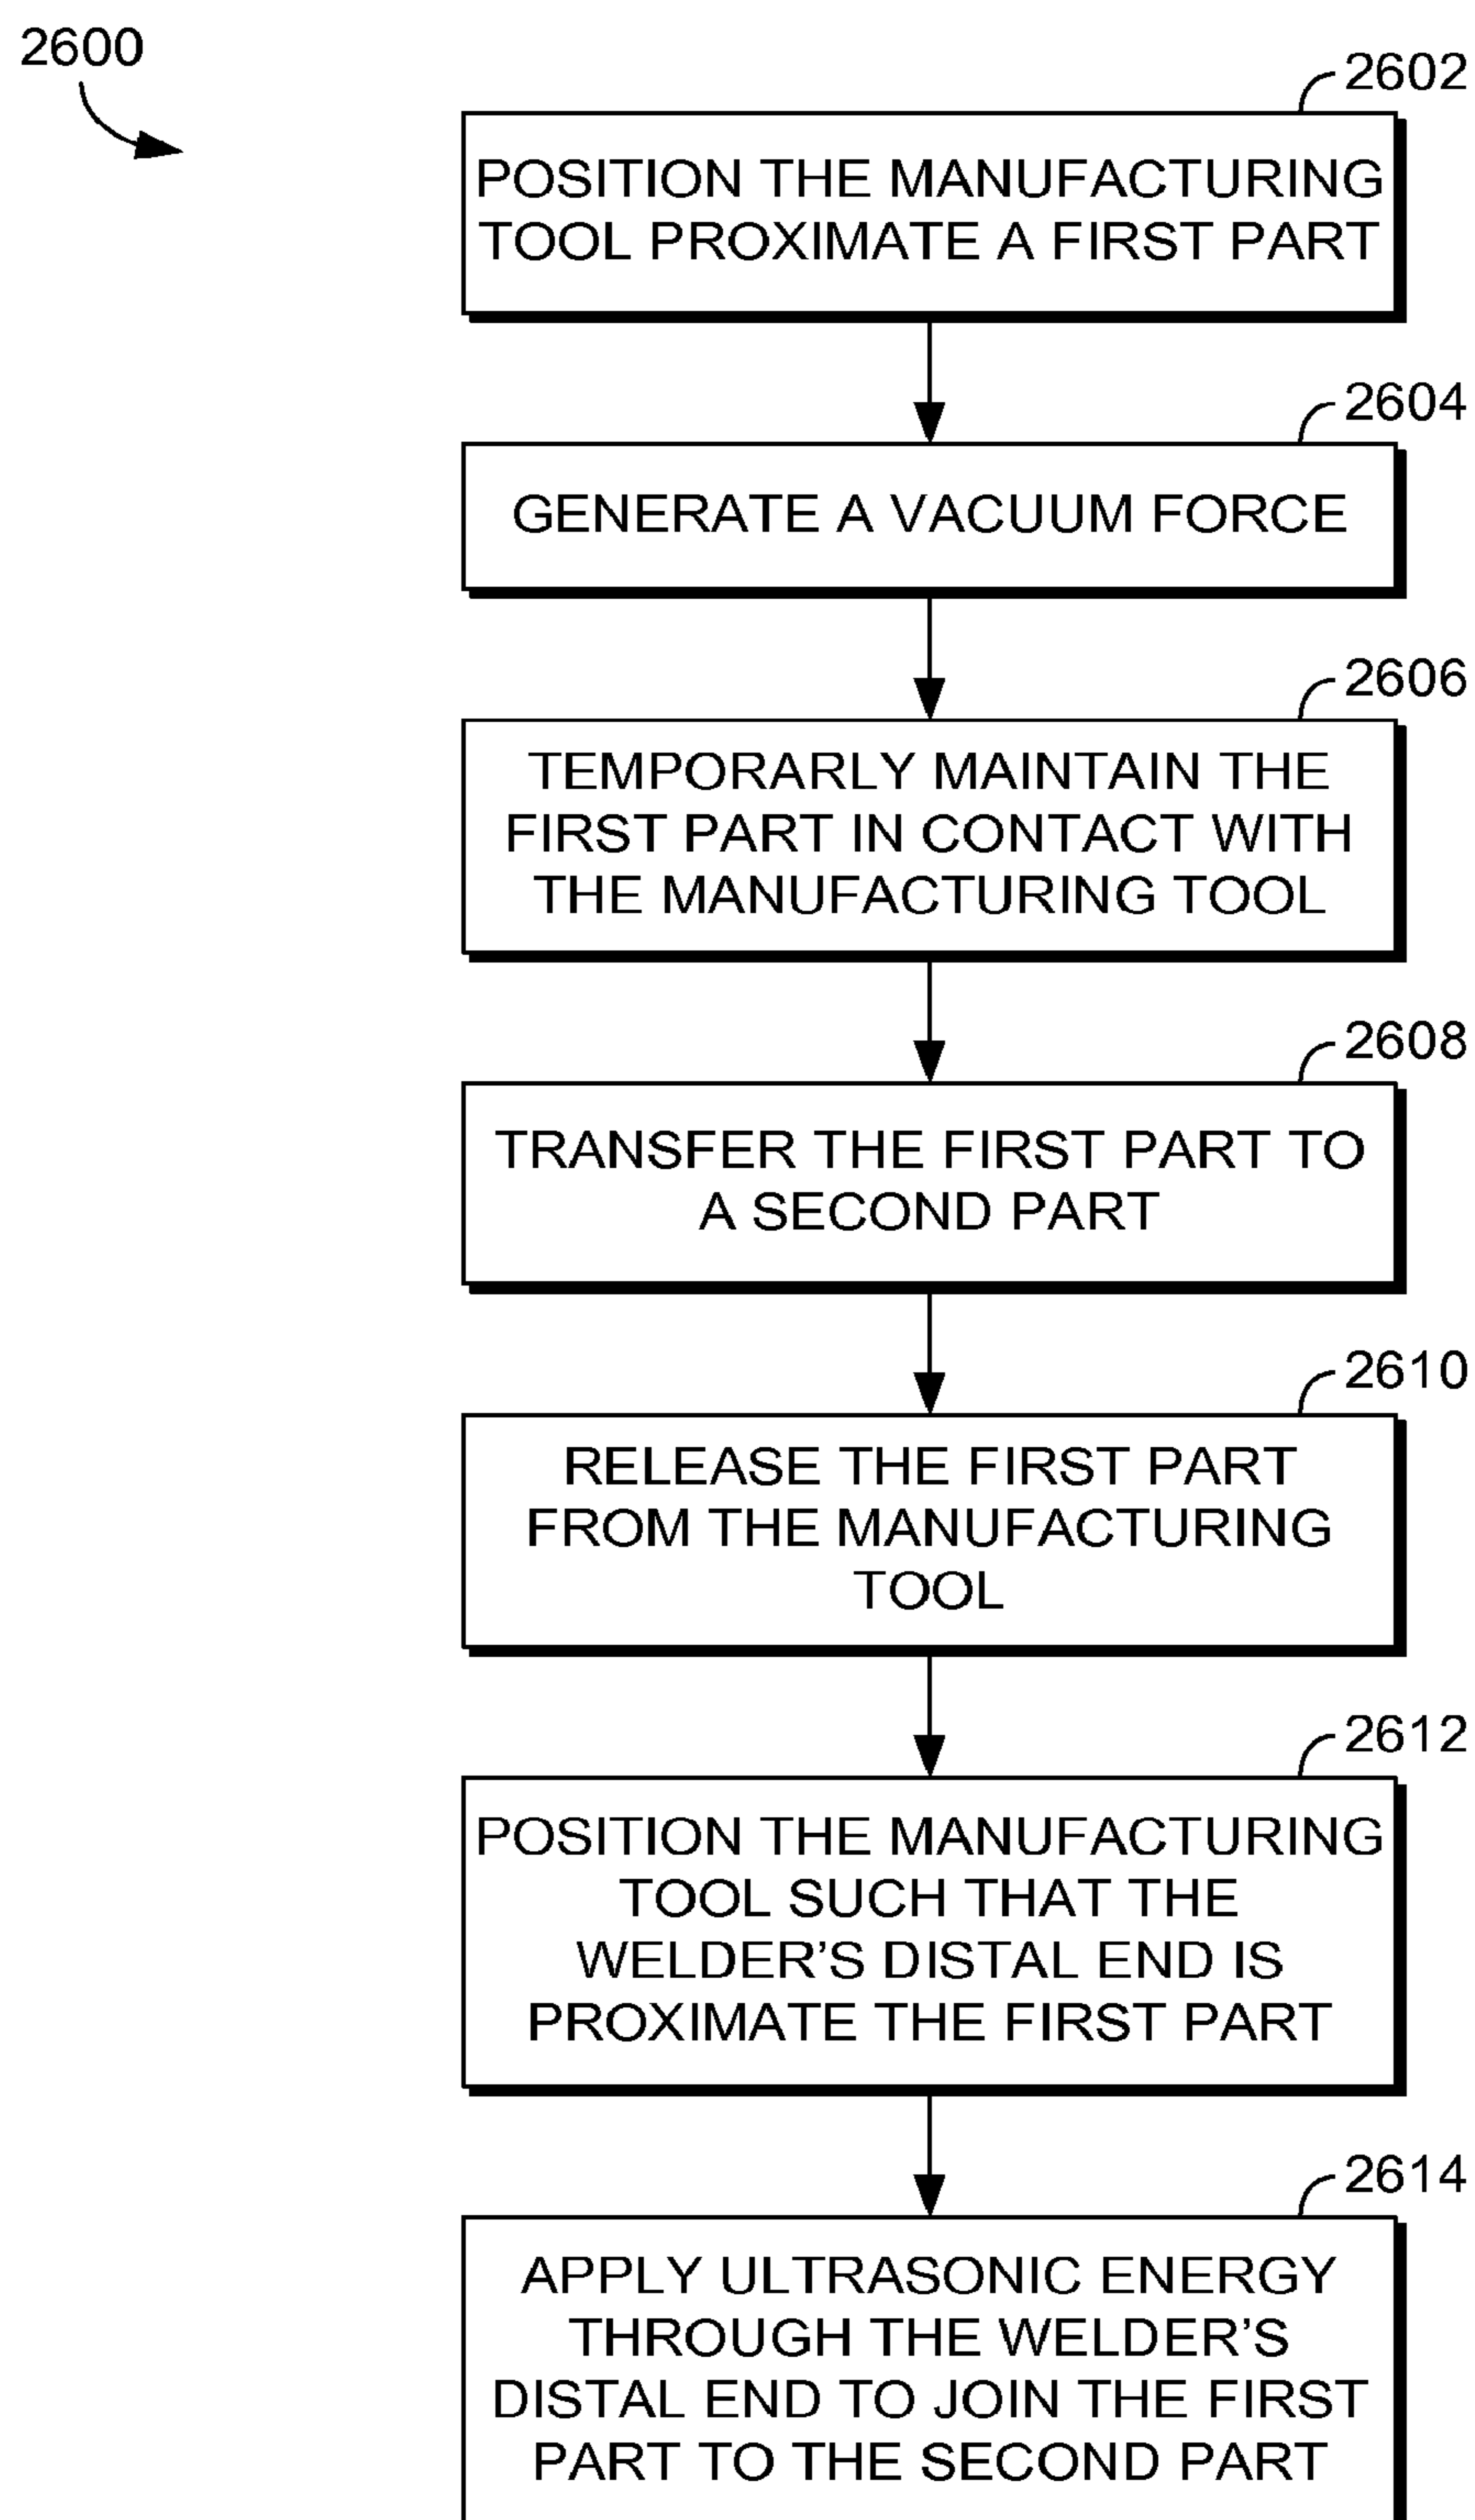 2600
2602
POSITION THE MANUFACTURING
TOOL PROXIMATE A FIRST PART
2604
GENERATE A VACUUM FORCE
2606
TEMPORARLY MAINTAIN THE
FIRST PART IN CONTACT WITH
THE MANUFACTURING TOOL
2608
TRANSFER THE FIRST PART TO
A SECOND PART
2610
RELEASE THE FIRST PART
FROM THE MANUFACTURING
TOOL
2612
POSITION THE MANUFACTURING
TOOL SUCH THAT THE
WELDER'S DISTAL END IS
PROXIMATE THE FIRST PART
2614
APPLY ULTRASONIC ENERGY
THROUGH THE WELDER'S
DISTAL END TO JOIN THE FIRST
PART TO THE SECOND PART